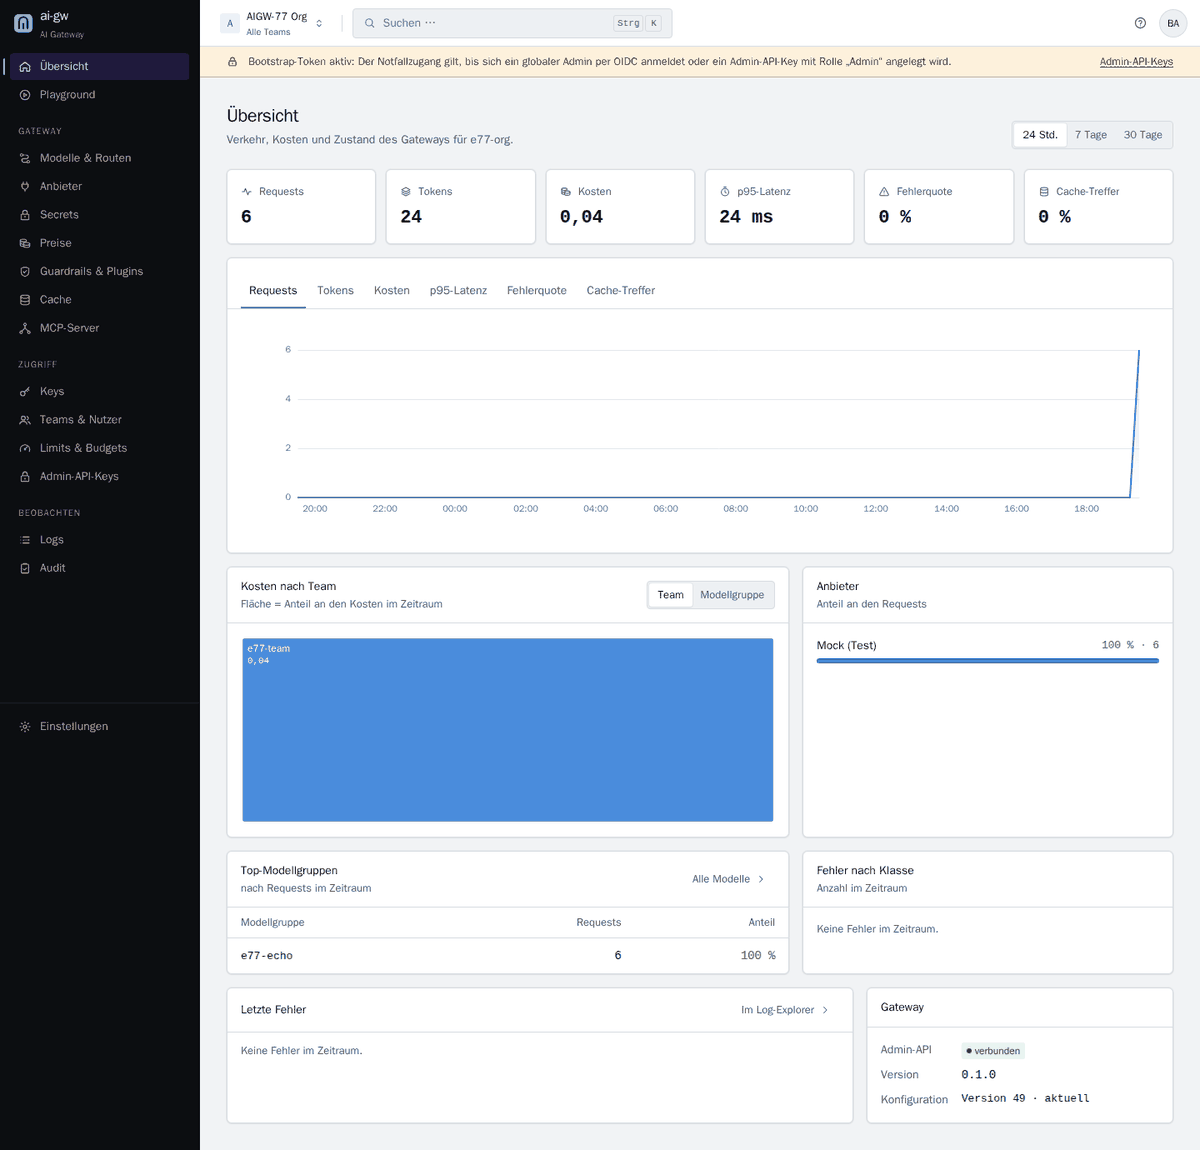 ai-gw
AI Gateway
Übersicht
Playground
GATEWAY
Modelle & Routen
Anbieter
Secrets
Preise
Guardrails & Plugins
Cache
MCP-Server
ZUGRIFF
Keys
Teams & Nutzer
Limits & Budgets
Admin-API-Keys
BEOBACHTEN
Logs
Audit
Einstellungen
A
AIGW-77 Org
Alle Teams
Suchen ···
Strg K
BA
Bootstrap-Token aktiv: Der Notfallzugang gilt, bis sich ein globaler Admin per OIDC anmeldet oder ein Admin-API-Key mit Rolle „Admin“ angelegt wird.
Admin-API-Keys
Übersicht
Verkehr, Kosten und Zustand des Gateways für e77-org.
24 Std. 7 Tage 30 Tage
Requests
6
Tokens
24
Kosten
0,04
p95-Latenz
24 ms
Fehlerquote
0 %
Cache-Treffer
0 %
Requests Tokens Kosten p95-Latenz Fehlerquote Cache-Treffer
6
4
2
0
20:00 22:00 00:00 02:00 04:00 06:00 08:00 10:00 12:00 14:00 16:00 18:00
Kosten nach Team
Fläche = Anteil an den Kosten im Zeitraum
Team Modellgruppe
e77-team
0,04
Anbieter
Anteil an den Requests
Mock (Test) 100 % · 6
Top-Modellgruppen
nach Requests im Zeitraum
Alle Modelle
Modellgruppe Requests Anteil
e77-echo 6 100 %
Fehler nach Klasse
Anzahl im Zeitraum
Keine Fehler im Zeitraum.
Letzte Fehler
Im Log-Explorer
Keine Fehler im Zeitraum.
Gateway
Admin-API verbunden
Version 0.1.0
Konfiguration Version 49 · aktuell